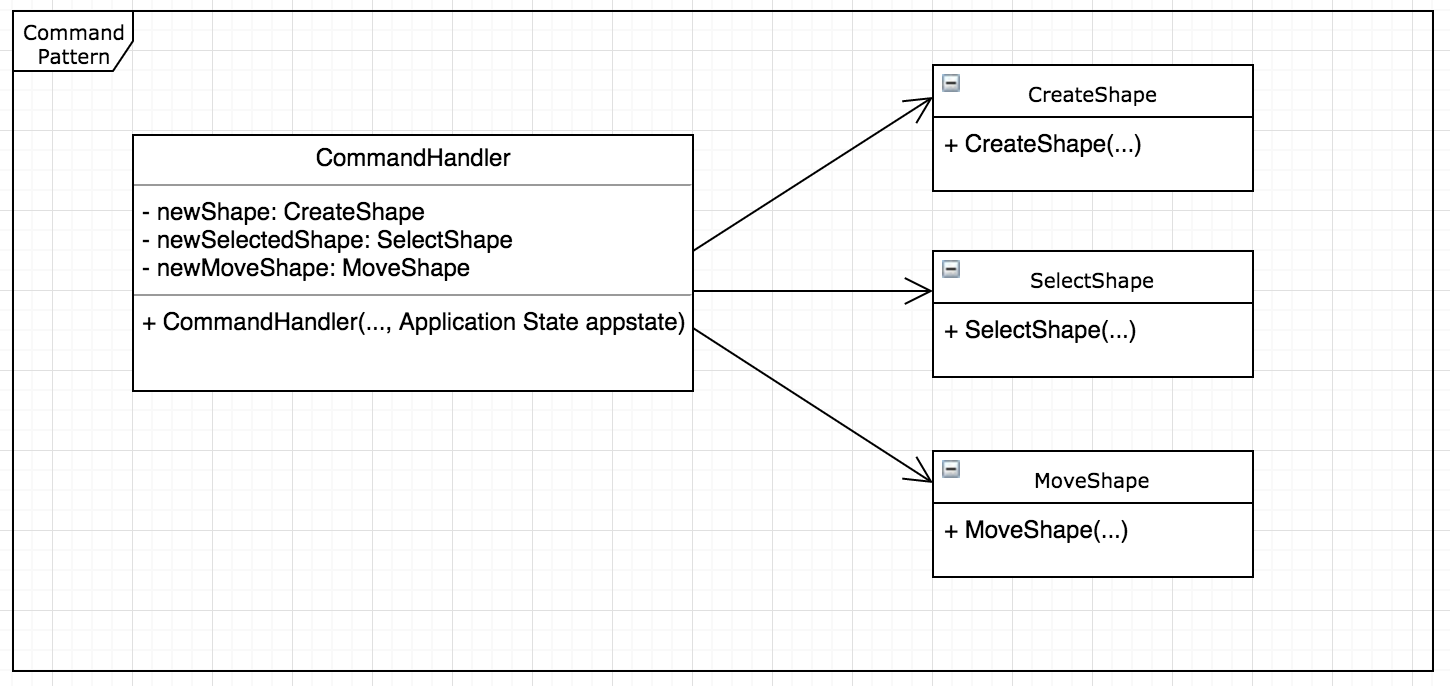 Command
Pattern
CommandHandler
- newShape: CreateShape
- newSelectedShape: SelectShape
- newMoveShape: MoveShape
+ CommandHandler(..., Application State appstate)
CreateShape
+ CreateShape(...)
SelectShape
+ SelectShape(...)
MoveShape
+ MoveShape(...)